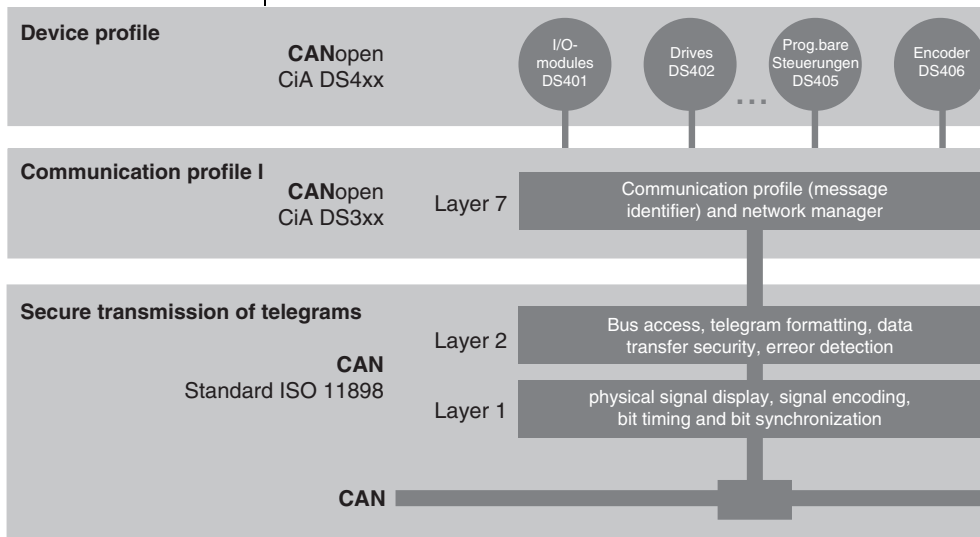 Device profile
CANopen
CiA DS4xx
I/O-
modules
DS401
Drives
DS402
...
Prog.bare
Steuerungen
DS405
Encoder
DS406
Communication profile I
CANopen
CiA DS3xx
Layer 7
Communication profile (message
identifier) and network manager
Secure transmission of telegrams
CAN
Standard ISO 11898
Layer 2
Bus access, telegram formatting, data
transfer security, erreor detection
Layer 1
physical signal display, signal encoding,
bit timing and bit synchronization
CAN